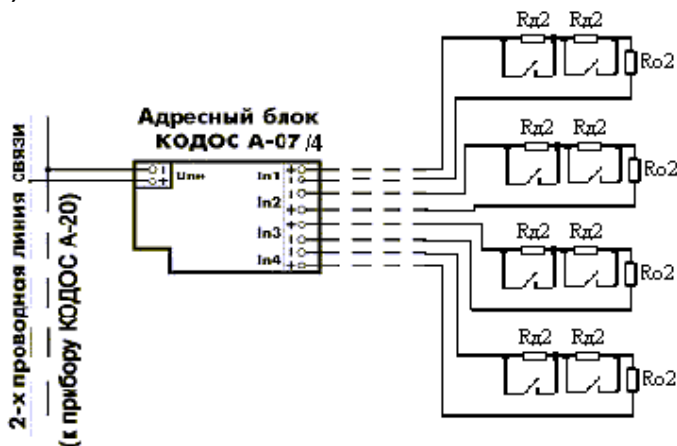 Rд2 Rд2
Ro2
Адресный блок
КОДОС А-07 /4
Rд2 Rд2
Ro2
In1
In2
In3
In4
Rд2 Rд2
Ro2
Rд2 Rд2
Ro2
2-х проводная линия связи
(к прибору КОДОС А-20)